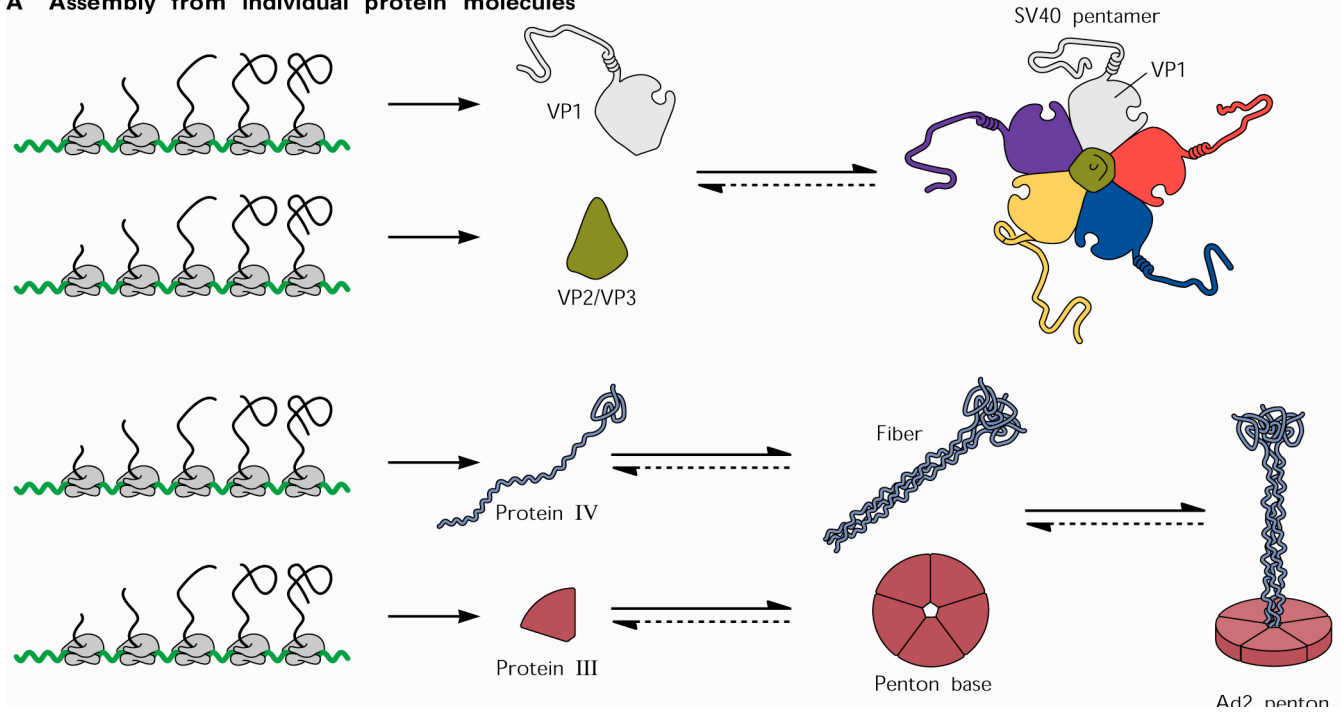 A Assembly from individual protein molecules
SV40 pentamer
VP1
VP1
VP2/VP3
Fiber
Protein IV
Protein III
Penton base
Ad2 penton